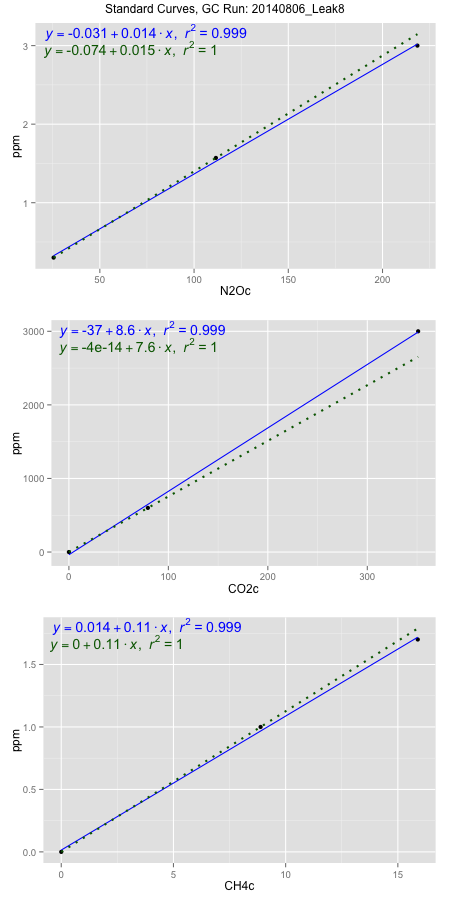 Standard Curves, GC Run: 20140806_Leak8
y = -0.031 + 0.014 · x, r² = 0.999
y = -0.074 + 0.015 · x, r² = 1
3
2
1
ppm
50 100 150 200
N2Oc
y = -37 + 8.6 · x, r² = 0.999
y = -4e-14 + 7.6 · x, r² = 1
3000
2000
1000
0
ppm
0 100 200 300
CO2c
y = 0.014 + 0.11 · x, r² = 0.999
y = 0 + 0.11 · x, r² = 1
1.5
1.0
0.5
0.0
ppm
0 5 10 15
CH4c